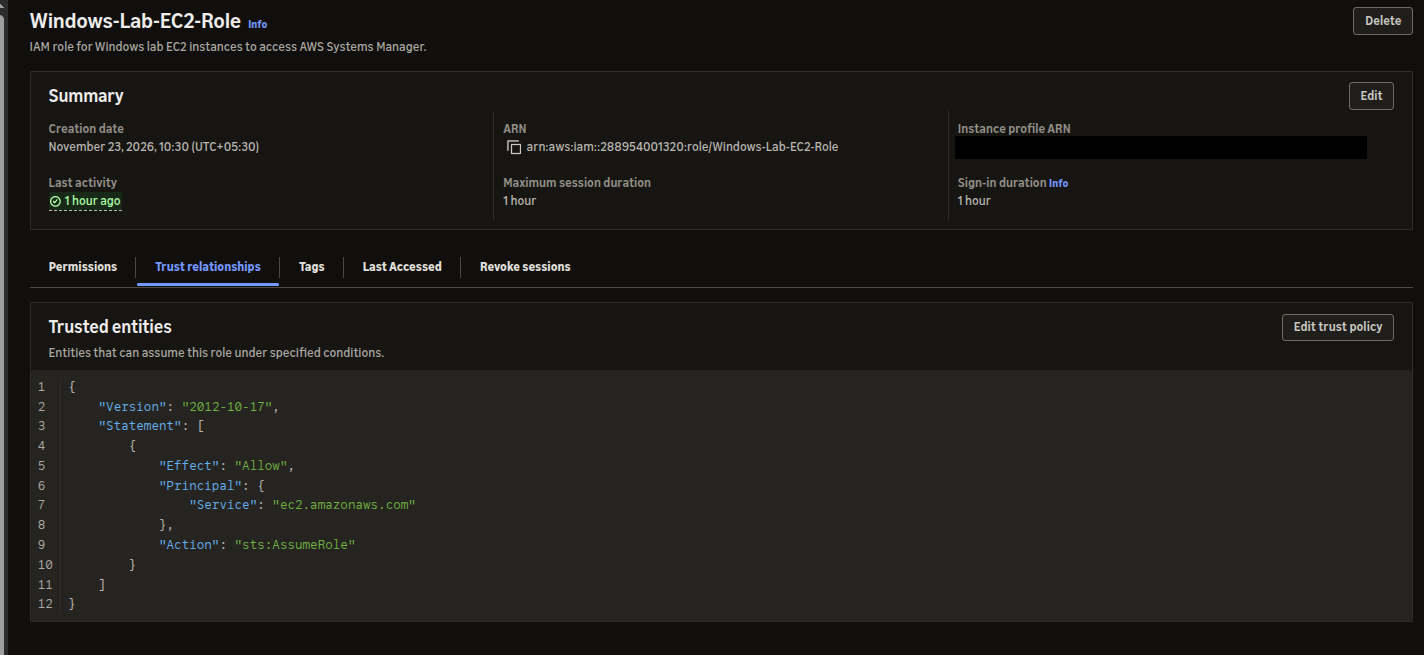 Windows-Lab-EC2-Role Info
Delete
IAM role for Windows lab EC2 instances to access AWS Systems Manager.
Summary
Edit
Creation date
November 23, 2026, 10:30 (UTC+05:30)
ARN
arn:aws:iam::288954001320:role/Windows-Lab-EC2-Role
Instance profile ARN
Last activity
1 hour ago
Maximum session duration
1 hour
Sign-in duration Info
1 hour
Permissions
Trust relationships
Tags
Last Accessed
Revoke sessions
Trusted entities
Edit trust policy
Entities that can assume this role under specified conditions.
1 {
2     "Version": "2012-10-17",
3     "Statement": [
4         {
5             "Effect": "Allow",
6             "Principal": {
7                 "Service": "ec2.amazonaws.com"
8             },
9             "Action": "sts:AssumeRole"
10         }
11     ]
12 }